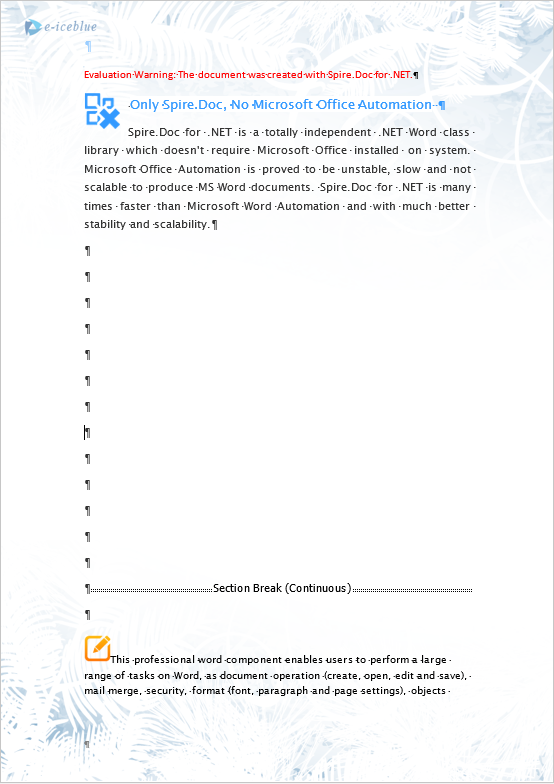 e-iceblue
¶
Evaluation Warning: The document was created with Spire.Doc for .NET.¶
Only Spire.Doc, No Microsoft Office Automation ¶
Spire.Doc for .NET is a totally independent .NET Word class
library which doesn't require Microsoft Office installed on system.
Microsoft Office Automation is proved to be unstable, slow and not
scalable to produce MS Word documents. Spire.Doc for .NET is many
times faster than Microsoft Word Automation and with much better
stability and scalability.¶
¶
¶
¶
¶
¶
¶
¶
¶
¶
¶
¶
¶
¶
¶Section Break (Continuous)
¶
This professional word component enables users to perform a large
range of tasks on Word, as document operation (create, open, edit and save),
mail merge, security, format (font, paragraph and page settings), objects
¶